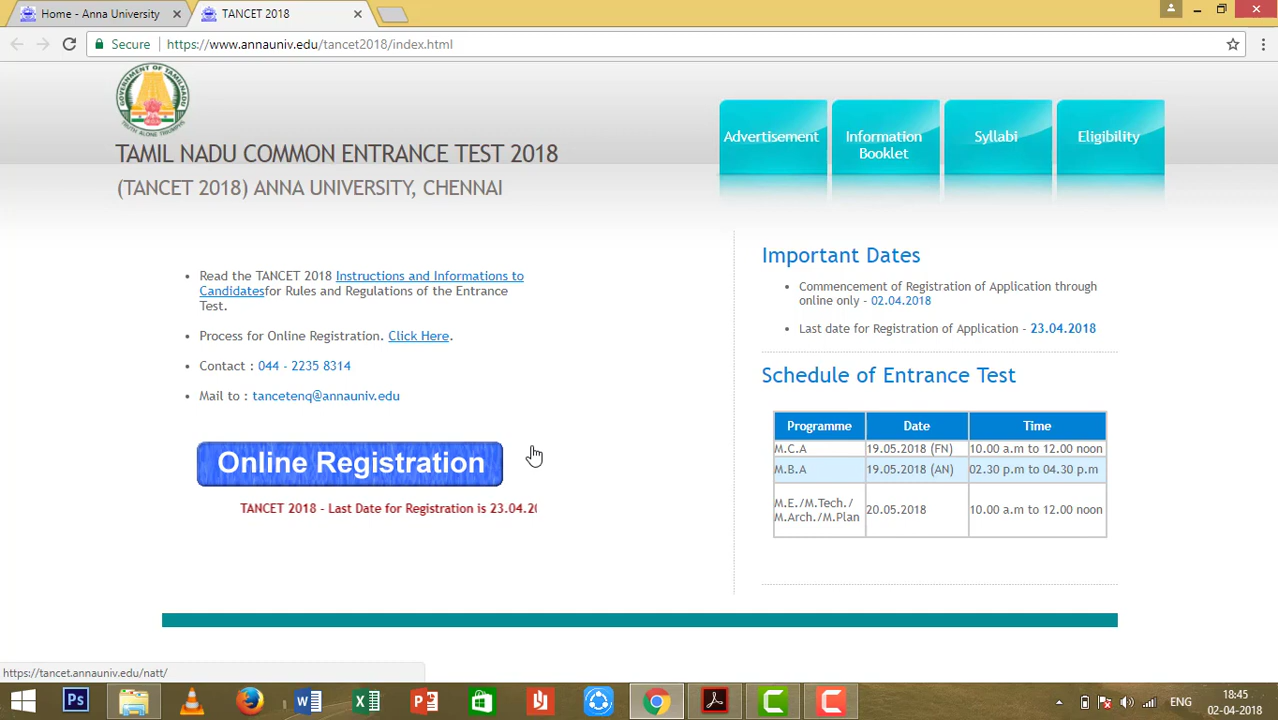 Home - Anna University
TANCET 2018
Secure
https://www.annauniv.edu/tancet2018/index.html
TAMIL NADU COMMON ENTRANCE TEST 2018
(TANCET 2018) ANNA UNIVERSITY, CHENNAI
Advertisement
Information
Booklet
Syllabi
Eligibility
Read the TANCET 2018 Instructions and Informations to
Candidatesfor Rules and Regulations of the Entrance
Test.
Process for Online Registration. Click Here.
Contact : 044 - 2235 8314
Mail to : tancetenq@annauniv.edu
Online Registration
TANCET 2018 - Last Date for Registration is 23.04.20
Important Dates
Commencement of Registration of Application through
online only - 02.04.2018
Last date for Registration of Application - 23.04.2018
Schedule of Entrance Test
Programme Date Time
M.C.A 19.05.2018 (FN) 10.00 a.m to 12.00 noon
M.B.A 19.05.2018 (AN) 02.30 p.m to 04.30 p.m
M.E./M.Tech./
M.Arch./M.Plan 20.05.2018 10.00 a.m to 12.00 noon
https://tancet.annauniv.edu/natt/
Ps
ENG
18:45
02-04-2018